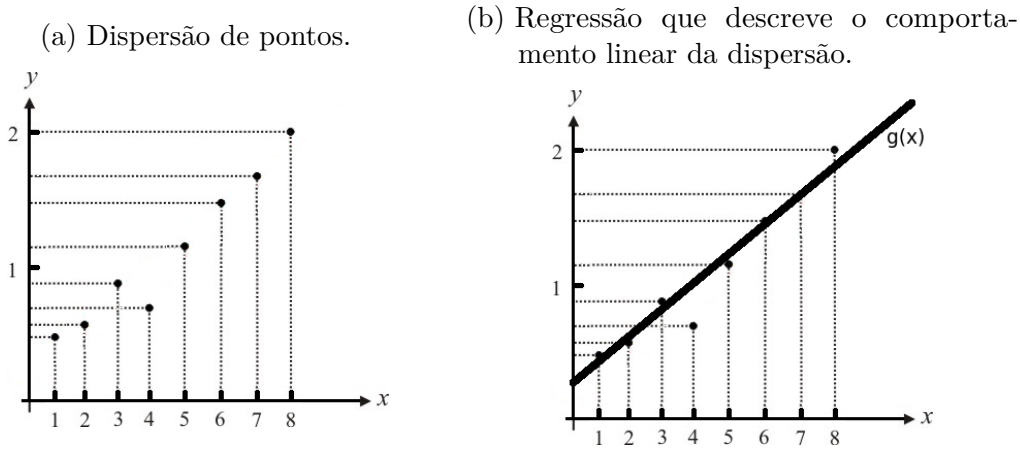 (a) Dispersão de pontos.
y
2
1
1 2 3 4 5 6 7 8
x
(b) Regressão que descreve o comporta-
mento linear da dispersão.
y
g(x)
2
1
1 2 3 4 5 6 7 8
x